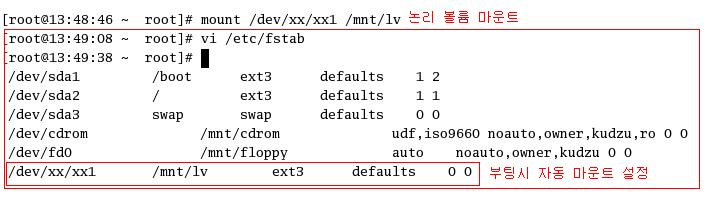 [root@13:48:46 ~  root]# mount /dev/xx/xx1 /mnt/lv 논리 볼륨 마운트
[root@13:49:08 ~  root]# vi /etc/fstab
[root@13:49:38 ~  root]#
/dev/sda1 /boot ext3 defaults 1 2
/dev/sda2 / ext3 defaults 1 1
/dev/sda3 swap swap defaults 0 0
/dev/cdrom /mnt/cdrom udf,iso9660 noauto,owner,kudzu,ro 0 0
/dev/fd0 /mnt/floppy auto noauto,owner,kudzu 0 0
/dev/xx/xx1 /mnt/lv ext3 defaults 0 0 부팅시 자동 마운트 설정